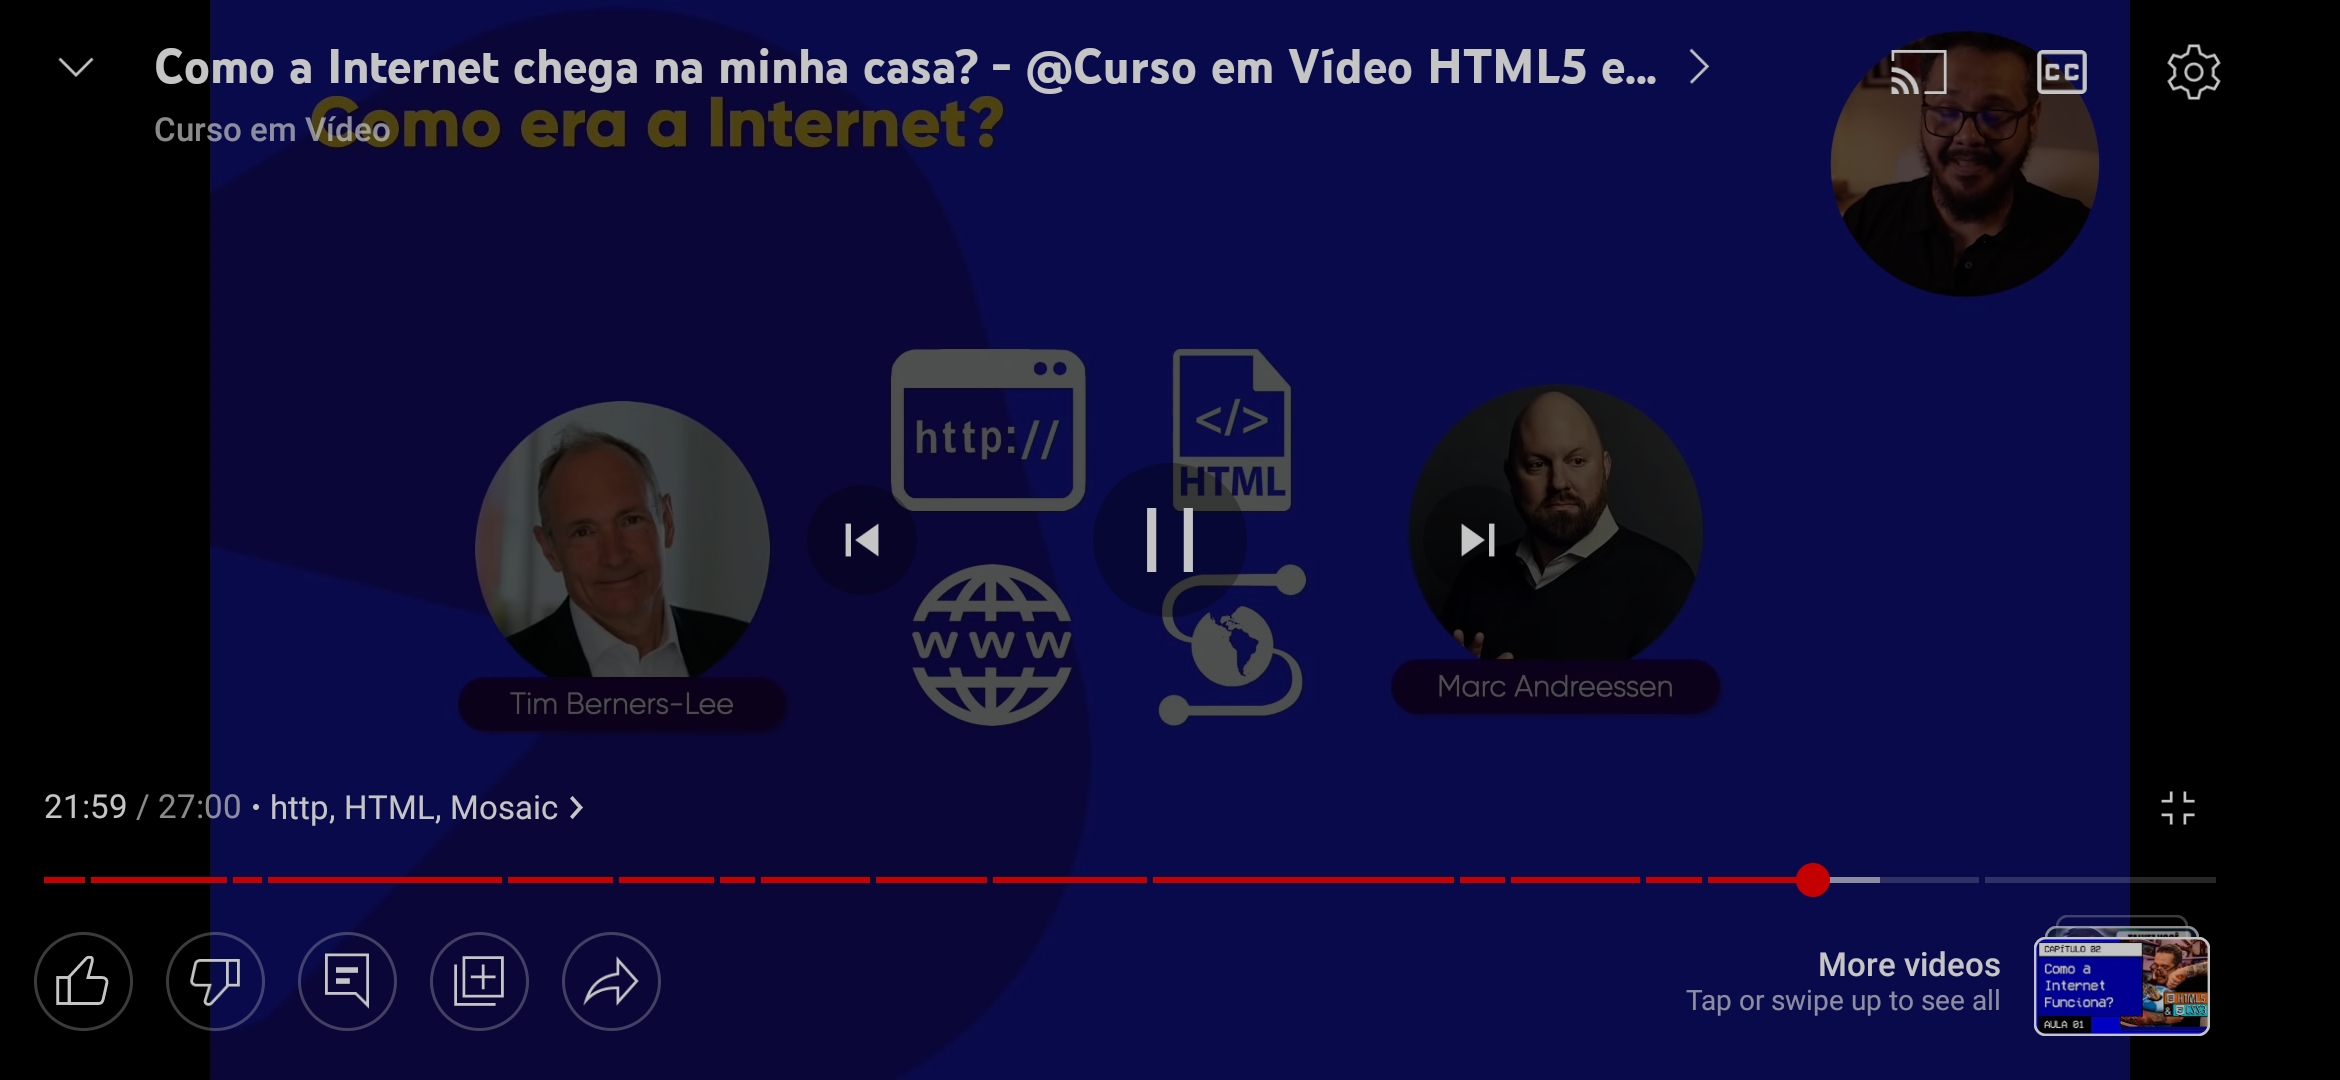 Como a Internet chega na minha casa? - @Curso em Vídeo HTML5 e...
CC
Curso em Vídeo
Como era a Internet?
http://
</>
HTML
www
Tim Berners-Lee
Marc Andreessen
21:59 / 27:00 • http, HTML, Mosaic
More videos
Tap or swipe up to see all
CAPÍTULO 02
Como a
Internet
Funciona?
HTML5
&
AULA 01